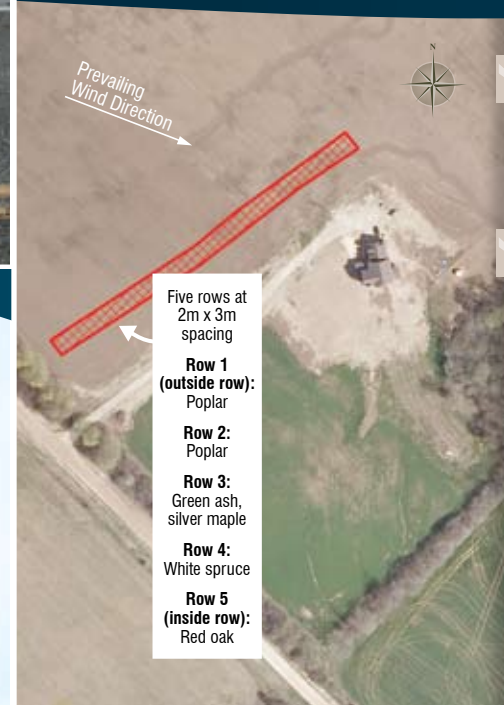 N
Prevailing
Wind Direction
Five rows at
2m x 3m
spacing
Row 1
(outside row):
Poplar
Row 2:
Poplar
Row 3:
Green ash,
silver maple
Row 4:
White spruce
Row 5
(inside row):
Red oak